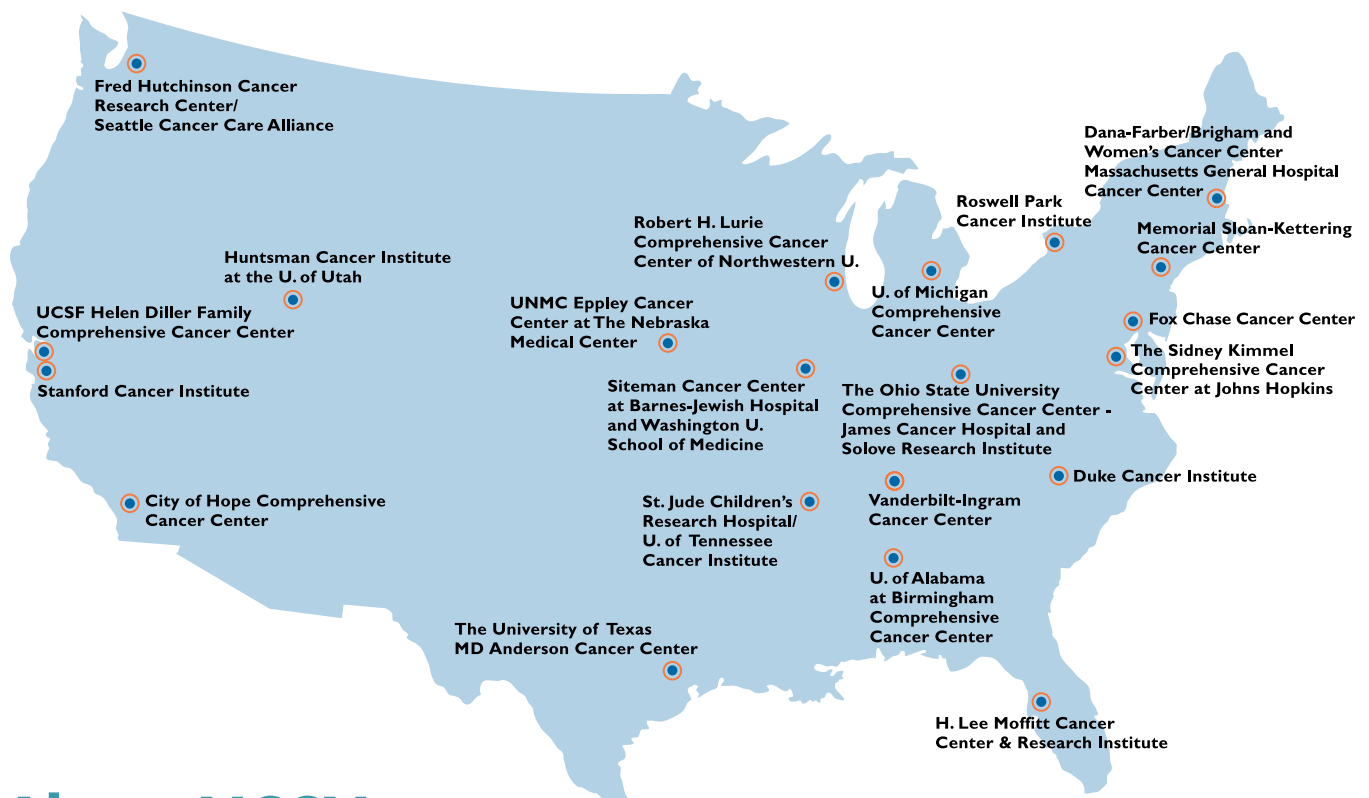 Fred Hutchinson Cancer
Research Center/
Seattle Cancer Care Alliance
Dana-Farber/Brigham and
Women's Cancer Center
Massachusetts General Hospital
Cancer Center
Roswell Park
Cancer Institute
Memorial Sloan-Kettering
Cancer Center
Robert H. Lurie
Comprehensive Cancer
Center of Northwestern U.
Huntsman Cancer Institute
at the U. of Utah
U. of Michigan
Comprehensive
Cancer Center
UNMC Eppley Cancer
Center at The Nebraska
Medical Center
UCSF Helen Diller Family
Comprehensive Cancer Center
Fox Chase Cancer Center
The Sidney Kimmel
Comprehensive Cancer
Center at Johns Hopkins
Stanford Cancer Institute
Siteman Cancer Center
at Barnes-Jewish Hospital
and Washington U.
School of Medicine
The Ohio State University
Comprehensive Cancer Center -
James Cancer Hospital and
Solove Research Institute
Duke Cancer Institute
City of Hope Comprehensive
Cancer Center
St. Jude Children's
Research Hospital/
U. of Tennessee
Cancer Institute
Vanderbilt-Ingram
Cancer Center
U. of Alabama
at Birmingham
Comprehensive
Cancer Center
The University of Texas
MD Anderson Cancer Center
H. Lee Moffitt Cancer
Center & Research Institute